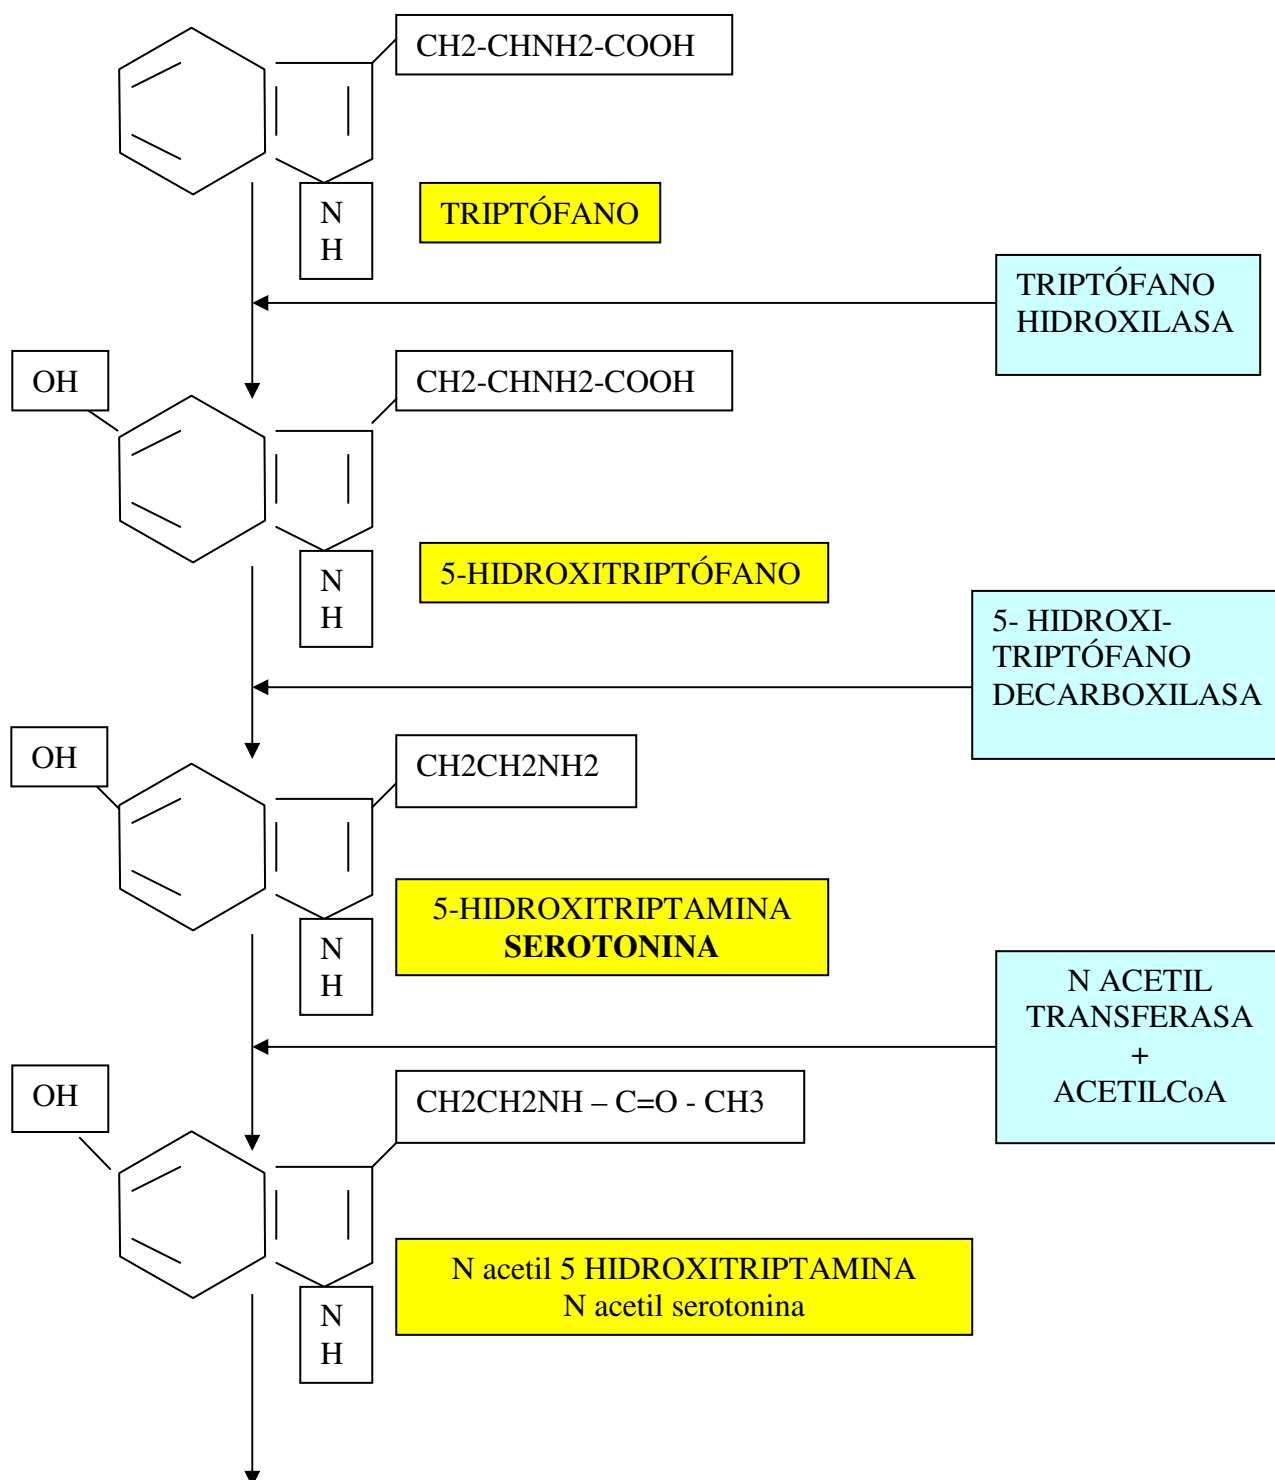 CH2-CHNH2-COOH
N
H
TRIPTÓFANO
TRIPTÓFANO
HIDROXILASA
OH
CH2-CHNH2-COOH
N
H
5-HIDROXITRIPTÓFANO
5- HIDROXI-
TRIPTÓFANO
DECARBOXILASA
OH
CH2CH2NH2
N
H
5-HIDROXITRIPTAMINA
SEROTONINA
N ACETIL
TRANSFERASA
+
ACETILCoA
OH
CH2CH2NH – C=O - CH3
N
H
N acetil 5 HIDROXITRIPTAMINA
N acetil serotonina